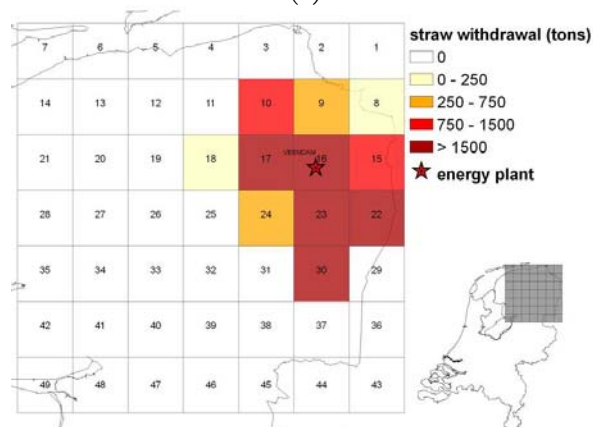 7 6 5 4 3 2 1
straw withdrawal (tons)
0
0 - 250
250 - 750
750 - 1500
> 1500
energy plant
14 13 12 11 10 9 8
VEENDAM
21 20 19 18 17 16 15
28 27 26 25 24 23 22
35 34 33 32 31 30 29
42 41 40 39 38 37 36
49 48 47 46 45 44 43